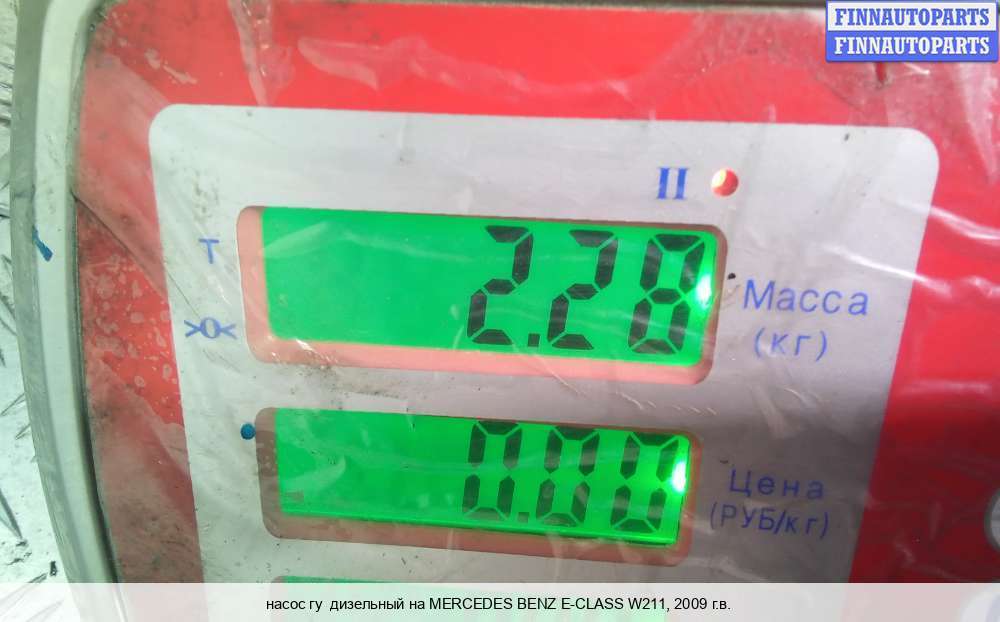 FINNAUTOPARTS
FINNAUTOPARTS
II
T
2.28
Масса
>0<
(кг)
Цена
(РУБ/кг)
насос гу дизельный на MERCEDES BENZ E-CLASS W211, 2009 г.в.